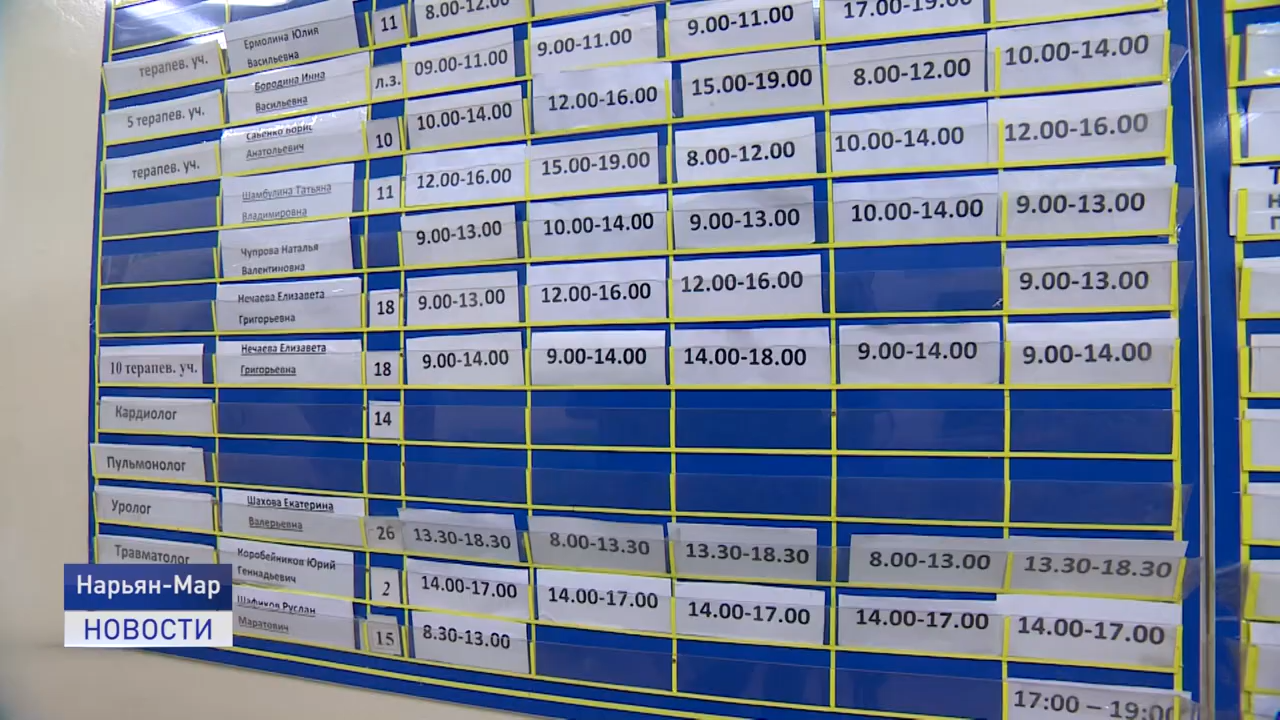 11 8.00-12.00 9.00-11.00 17.00-19.00
Ермолина Юлия
Васильевна
терапев. уч. 09.00-11.00 9.00-11.00 15.00-19.00 8.00-12.00 10.00-14.00
Бородина Инна
Васильевна
л.з.
5 терапев. уч. 10.00-14.00 12.00-16.00 8.00-12.00 10.00-14.00 12.00-16.00
Савенко Борис
Анатольевич
10
терапев. уч. 12.00-16.00 15.00-19.00 9.00-13.00 10.00-14.00 9.00-13.00
Шамбулина Татьяна
Владимировна
11
9.00-13.00 10.00-14.00
Чупрова Наталья
Валентиновна
Нечаева Елизавета
Григорьевна
18 9.00-13.00 12.00-16.00 12.00-16.00 9.00-13.00
Нечаева Елизавета
10 терапев. уч. Григорьевна 18 9.00-14.00 9.00-14.00 14.00-18.00 9.00-14.00 9.00-14.00
Кардиолог 14
Пульмонолог
Шахова Екатерина
Уролог Валерьевна 26 13.30-18.30 8.00-13.30 13.30-18.30 8.00-13.00 13.30-18.30
Травматолог Коробейников Юрий
Геннадьевич 2 14.00-17.00 14.00-17.00 14.00-17.00 14.00-17.00 14.00-17.00
Шафиков Руслан
Маратович 15 8.30-13.00
17:00 – 19:00
Нарьян-Мар
НОВОСТИ